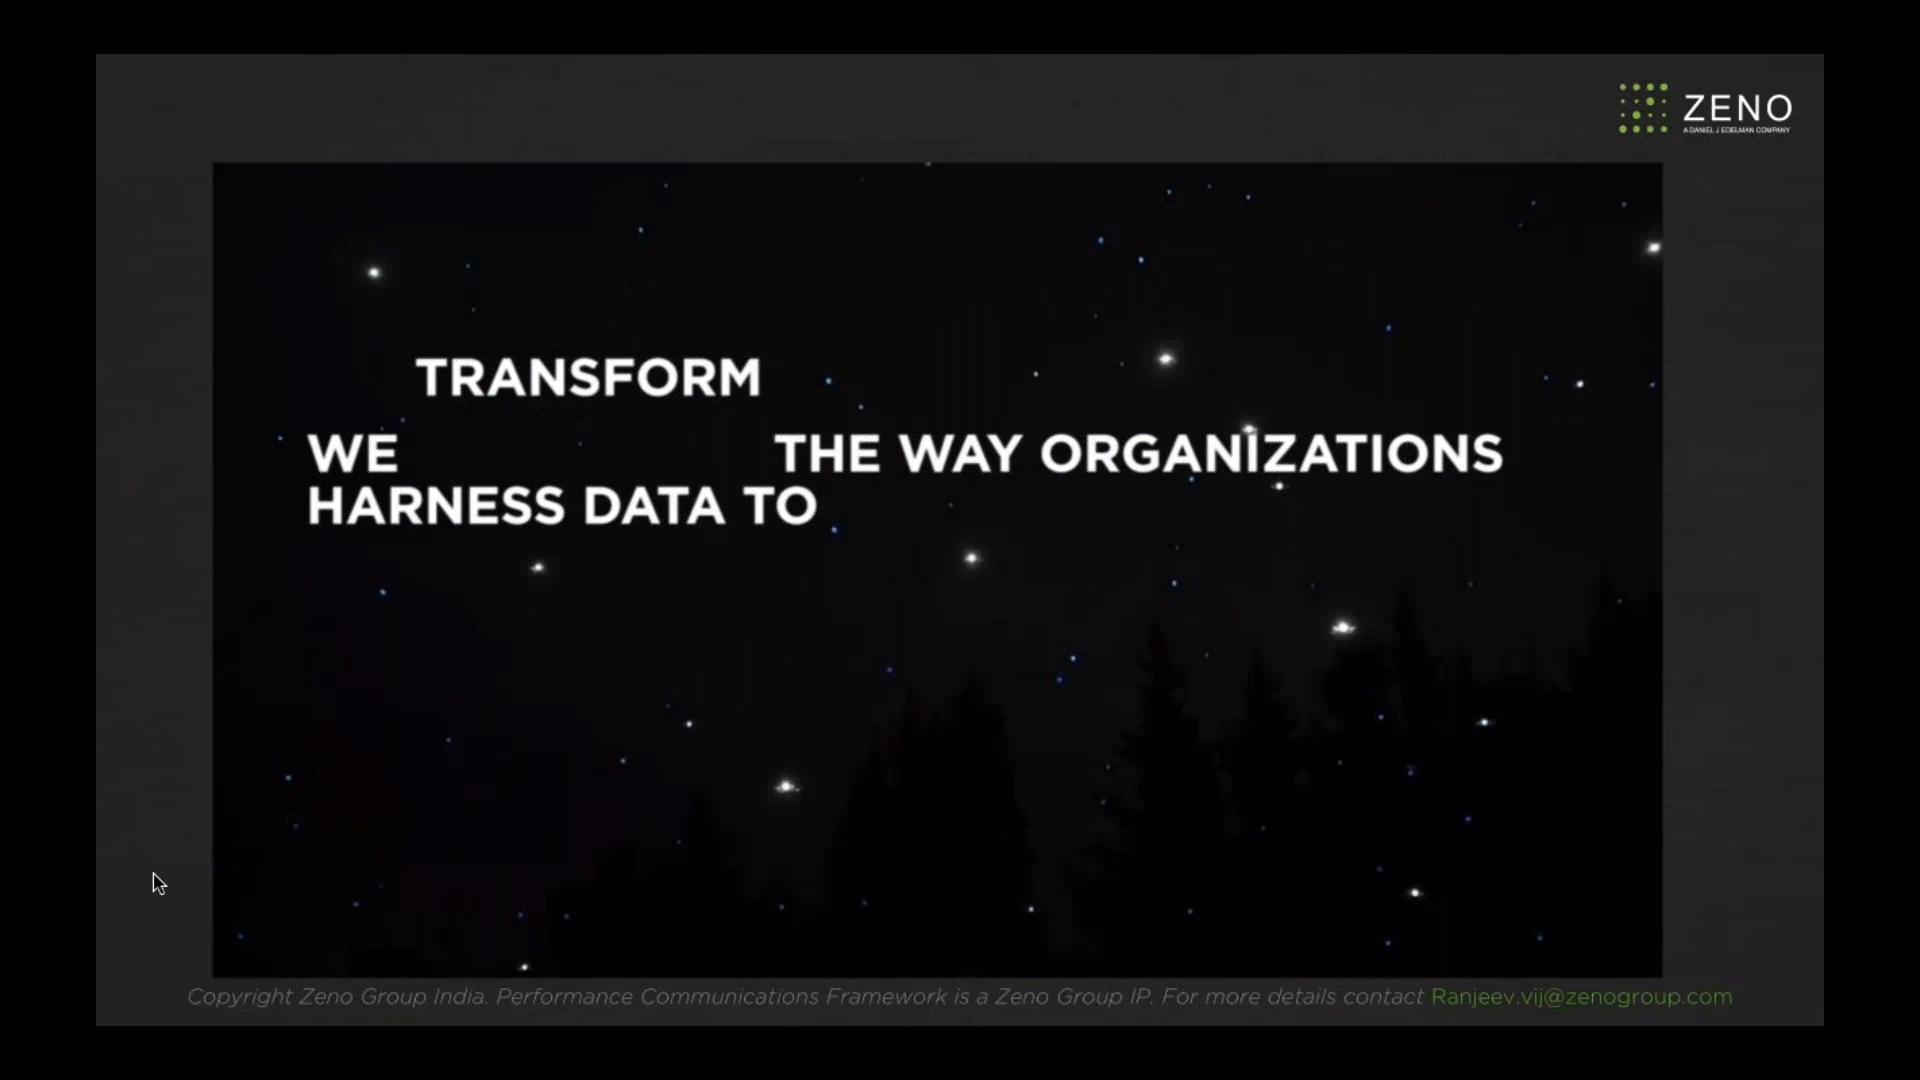 ZENO
A DANIEL J EDELMAN COMPANY
TRANSFORM
WE THE WAY ORGANIZATIONS
HARNESS DATA TO
Copyright Zeno Group India. Performance Communications Framework is a Zeno Group IP. For more details contact Ranjeev.vij@zenogroup.com